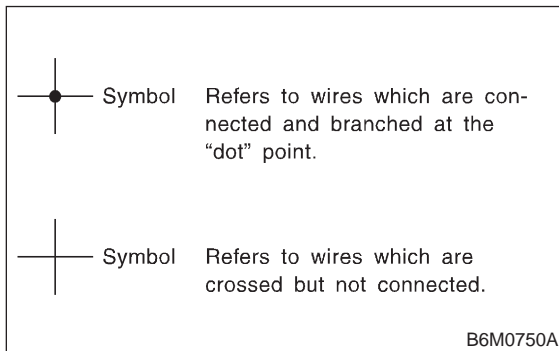 Symbol Refers to wires which are con-
nected and branched at the
“dot” point.
Symbol Refers to wires which are
crossed but not connected.
B6M0750A